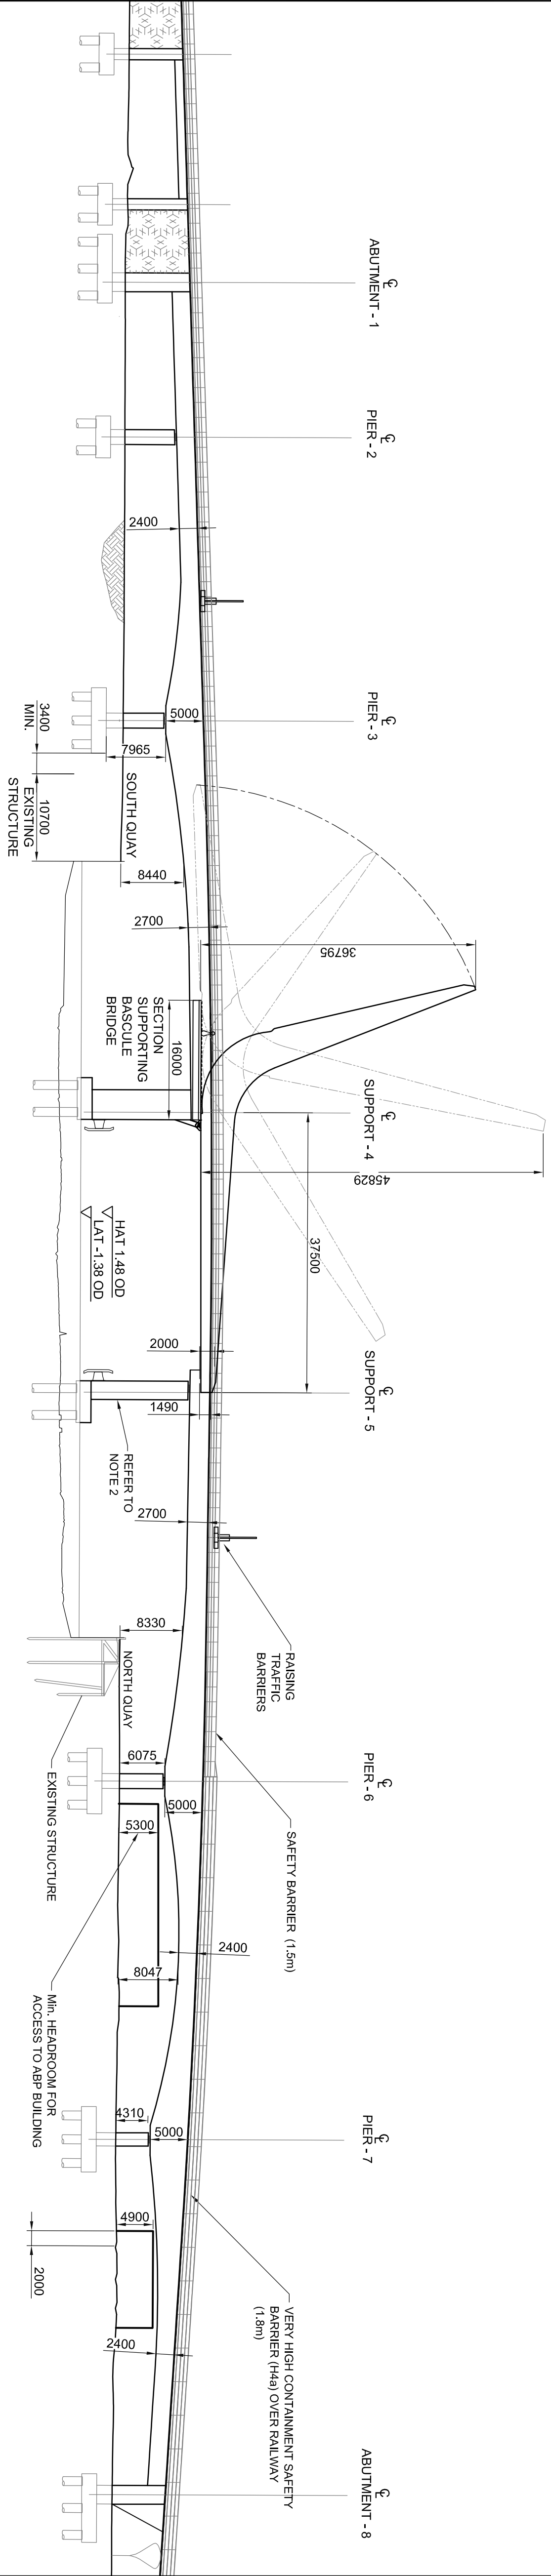 ℄
ABUTMENT - 1
℄
PIER - 2
2400
℄
PIER - 3
5000
7965
3400
MIN.
10700
EXISTING
STRUCTURE
SOUTH QUAY
8440
2700
36795
16000
SECTION
SUPPORTING
BASCULE
BRIDGE
℄
SUPPORT - 4
45829
37500
HAT 1.48 OD
LAT -1.38 OD
2000
℄
SUPPORT - 5
1490
REFER TO
NOTE 2
2700
RAISING
TRAFFIC
BARRIERS
8330
NORTH QUAY
EXISTING STRUCTURE
℄
PIER - 6
6075
5000
5300
SAFETY BARRIER (1.5m)
2400
8047
Min. HEADROOM FOR
ACCESS TO ABP BUILDING
℄
PIER - 7
4310
5000
4900
2000
VERY HIGH CONTAINMENT SAFETY
BARRIER (H4a) OVER RAILWAY
(1.8m)
2400
℄
ABUTMENT - 8